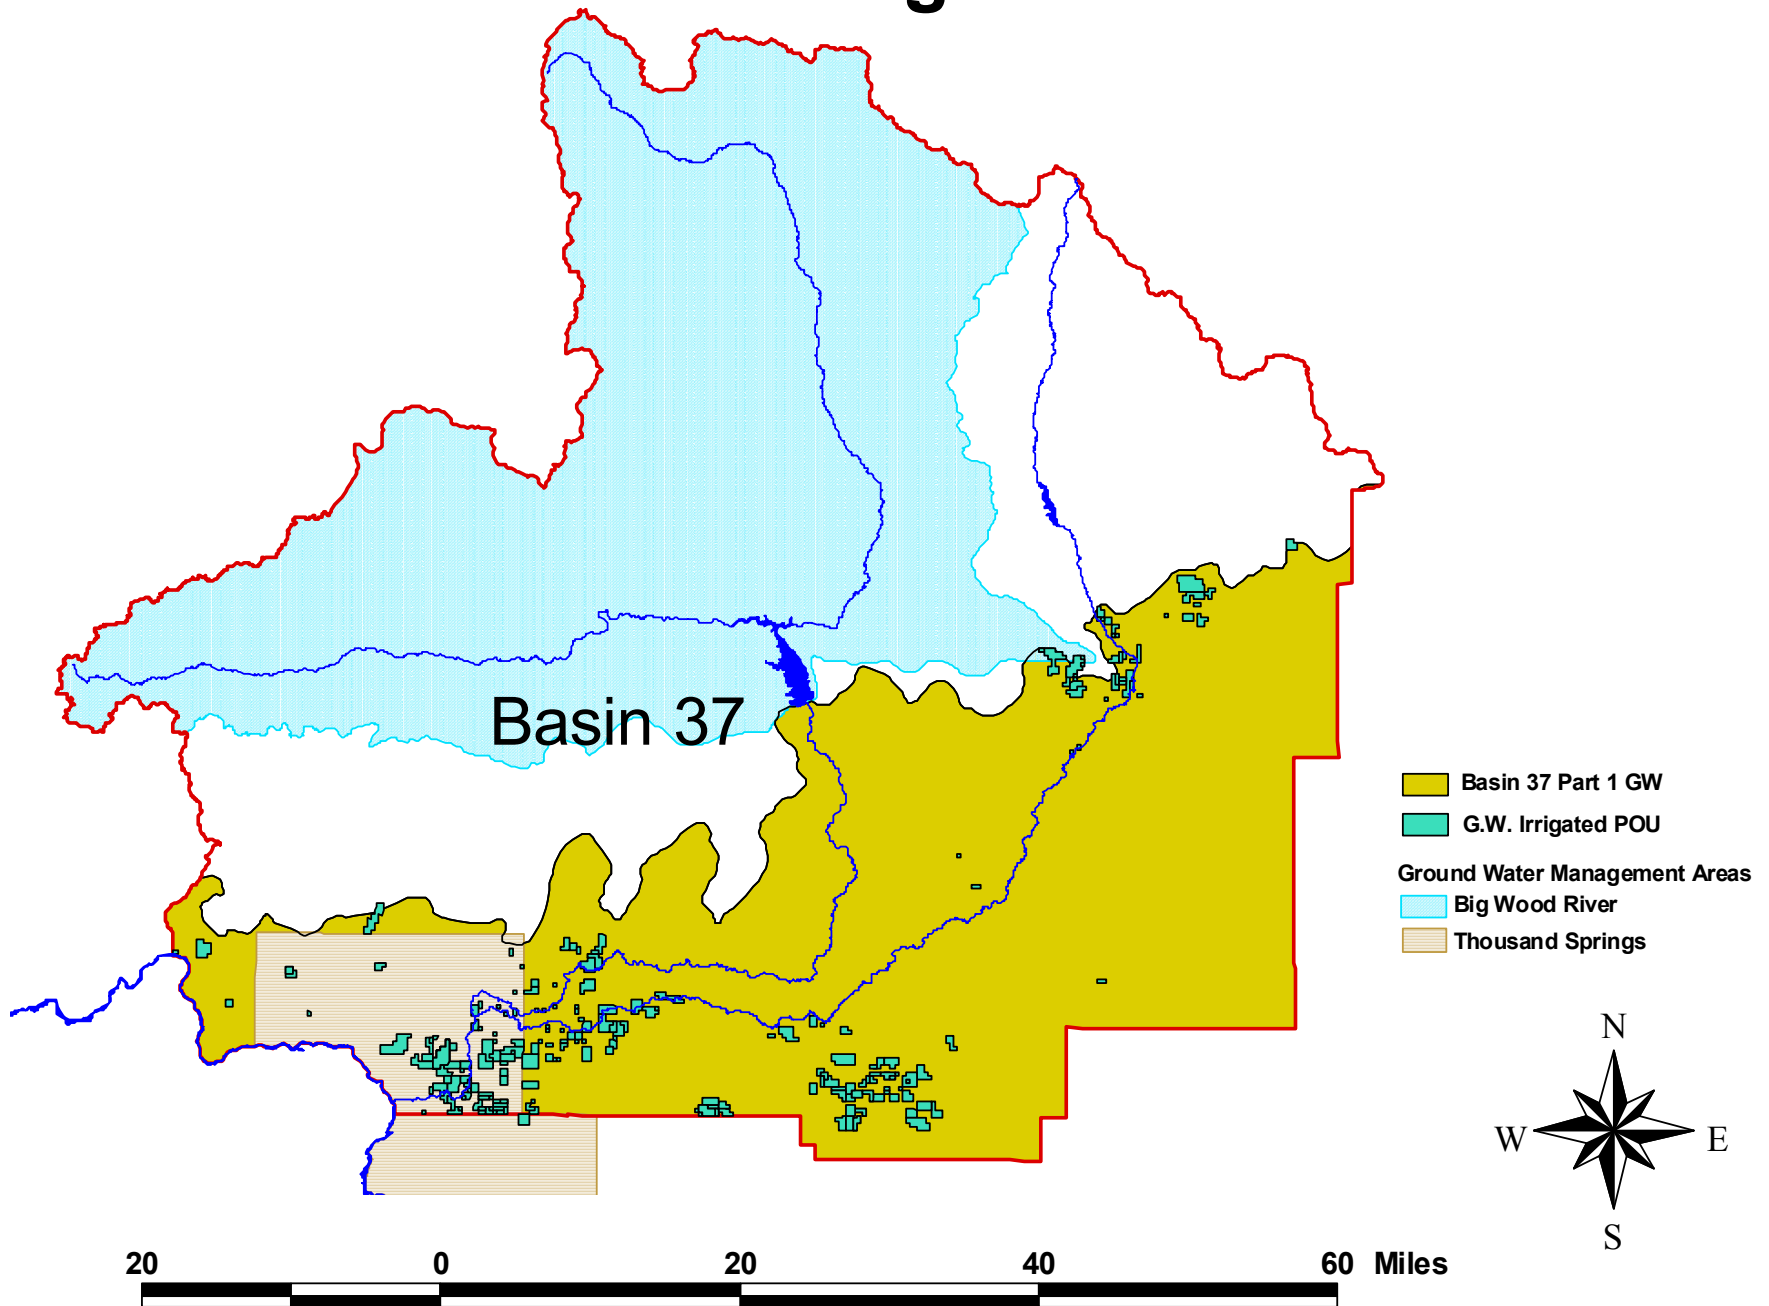 Basin 37
Basin 37 Part 1 GW
G.W. Irrigated POU
Ground Water Management Areas
Big Wood River
Thousand Springs
N
W E
S
20 0 20 40 60 Miles